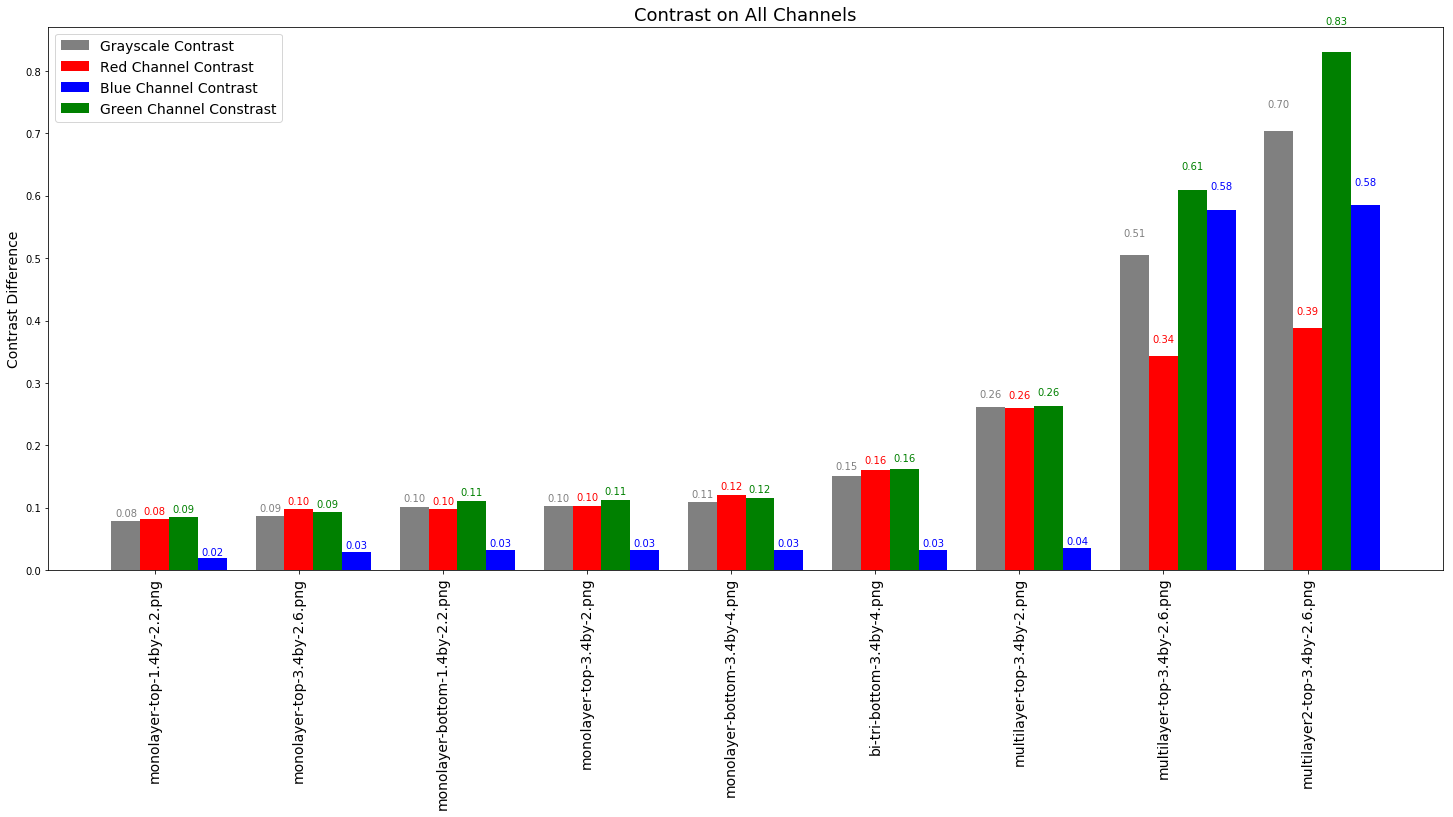 Contrast on All Channels
Grayscale Contrast
Red Channel Contrast
Blue Channel Contrast
Green Channel Constrast
Contrast Difference
0.8
0.7
0.6
0.5
0.4
0.3
0.2
0.1
0.0
0.08 0.08 0.09 0.02
0.09 0.10 0.09 0.03
0.10 0.10 0.11 0.03
0.10 0.10 0.11 0.03
0.11 0.12 0.12 0.03
0.15 0.16 0.16 0.03
0.26 0.26 0.26 0.04
0.51 0.34 0.61 0.58
0.70 0.39 0.83 0.58
monolayer-top-1.4by-2.2.png
monolayer-top-3.4by-2.6.png
monolayer-bottom-1.4by-2.2.png
monolayer-top-3.4by-2.png
monolayer-bottom-3.4by-4.png
bi-tri-bottom-3.4by-4.png
multilayer-top-3.4by-2.png
multilayer-top-3.4by-2.6.png
multilayer2-top-3.4by-2.6.png